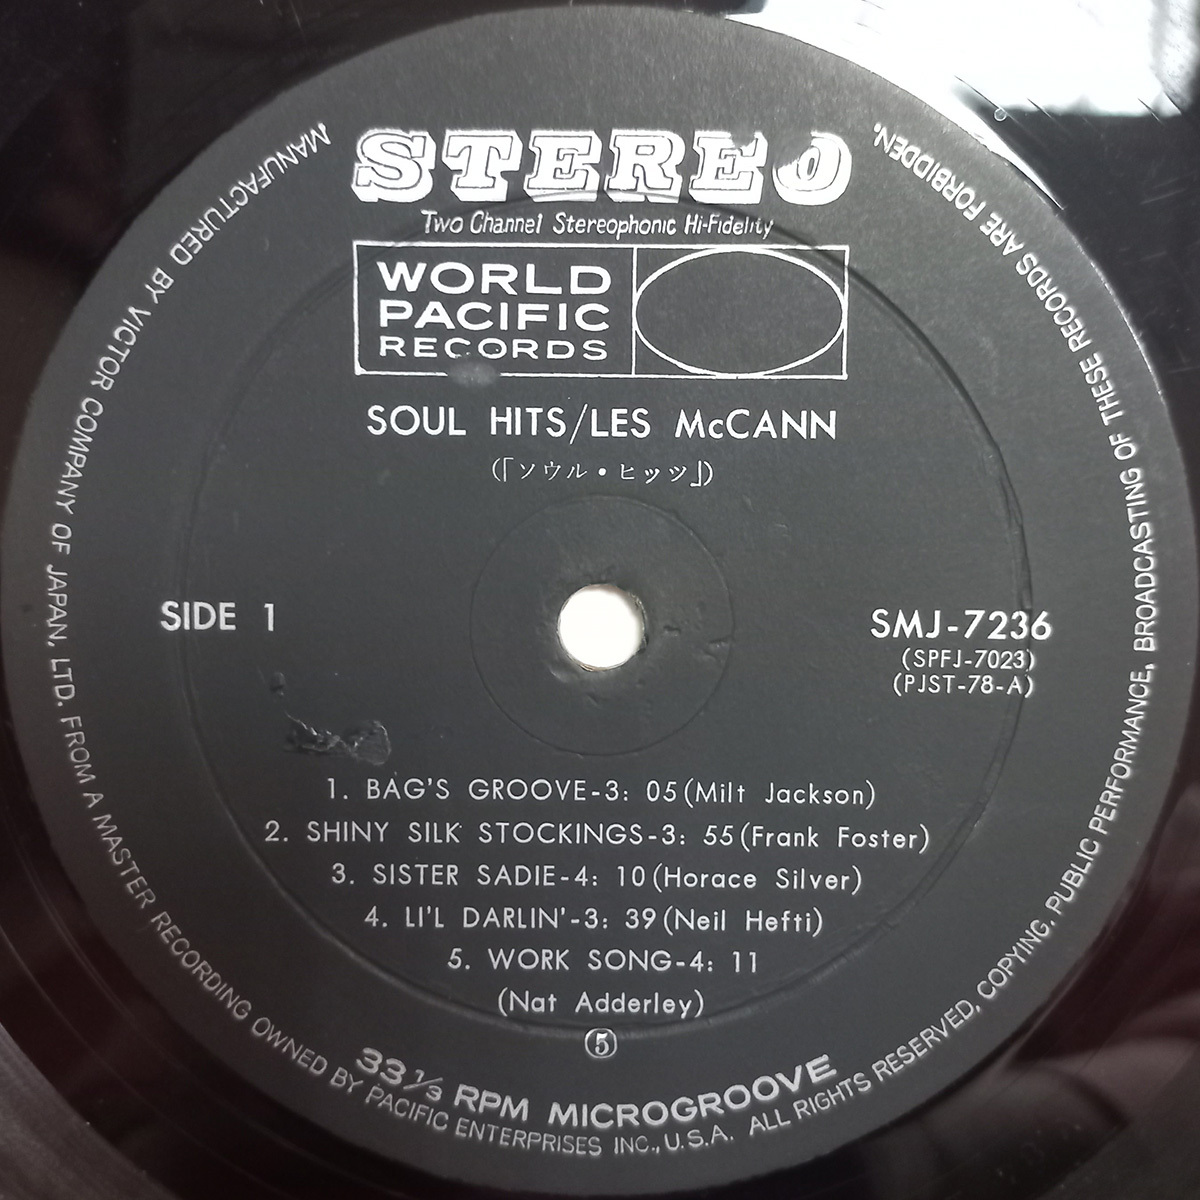 STEREO
Two Channel Stereophonic Hi-Fidelity
WORLD
PACIFIC
RECORDS
SOUL HITS/LES McCANN
(「ソウル・ヒッツ」)
SIDE 1
SMJ-7236
(SPFJ-7023)
(PJST-78-A)
1. BAG'S GROOVE-3: 05(Milt Jackson)
2. SHINY SILK STOCKINGS-3: 55(Frank Foster)
3. SISTER SADIE-4: 10(Horace Silver)
4. LI'L DARLIN'-3: 39(Neil Hefti)
5. WORK SONG-4: 11
(Nat Adderley)
⑤
33 1/3 RPM MICROGROOVE
MANUFACTURED BY VICTOR COMPANY OF JAPAN, LTD. FROM A MASTER RECORDING OWNED BY PACIFIC ENTERPRISES INC., U.S.A. ALL RIGHTS RESERVED, COPYING, PUBLIC PERFORMANCE, BROADCASTING OF THESE RECORDS ARE FORBIDDEN.